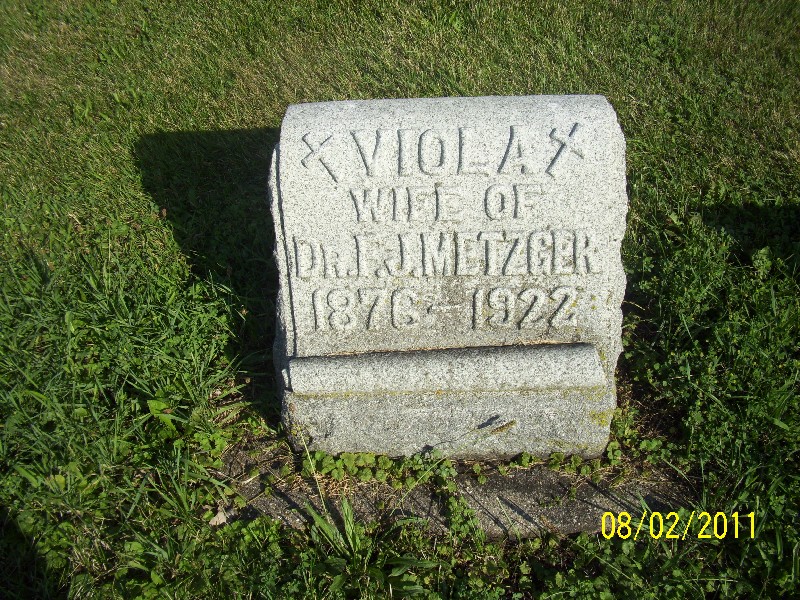 VIOLA
WIFE OF
DR. F. J. METZGER
1876 - 1922
08/02/2011